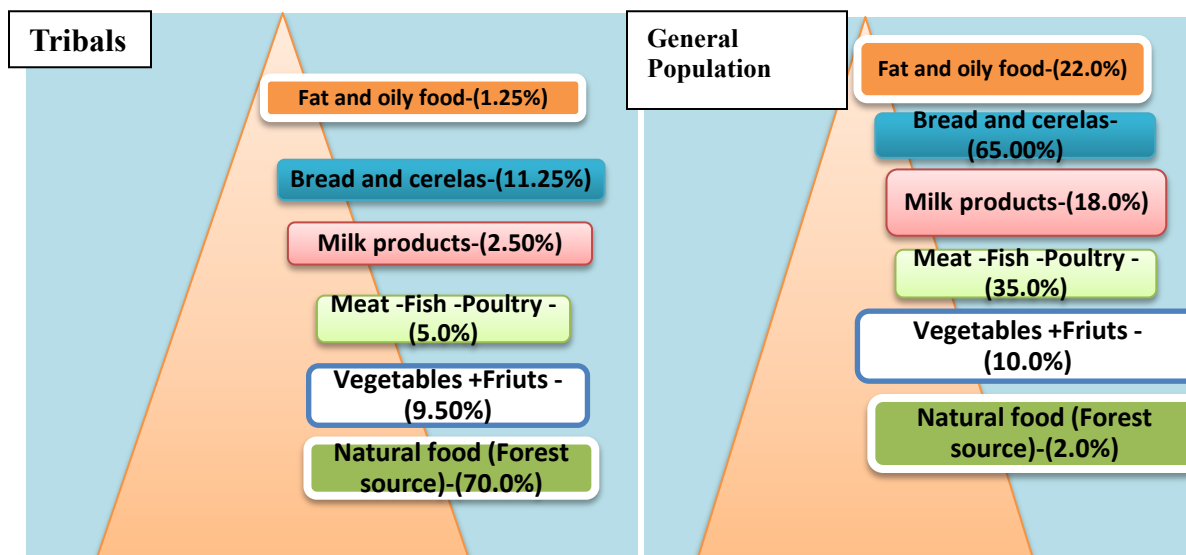 Tribals
Fat and oily food-(1.25%)
Bread and cerelas-(11.25%)
Milk products-(2.50%)
Meat -Fish -Poultry -
(5.0%)
Vegetables +Friuts -
(9.50%)
Natural food (Forest
source)-(70.0%)
General
Population
Fat and oily food-(22.0%)
Bread and cerelas-
(65.00%)
Milk products-(18.0%)
Meat -Fish -Poultry -
(35.0%)
Vegetables +Friuts -
(10.0%)
Natural food (Forest
source)-(2.0%)